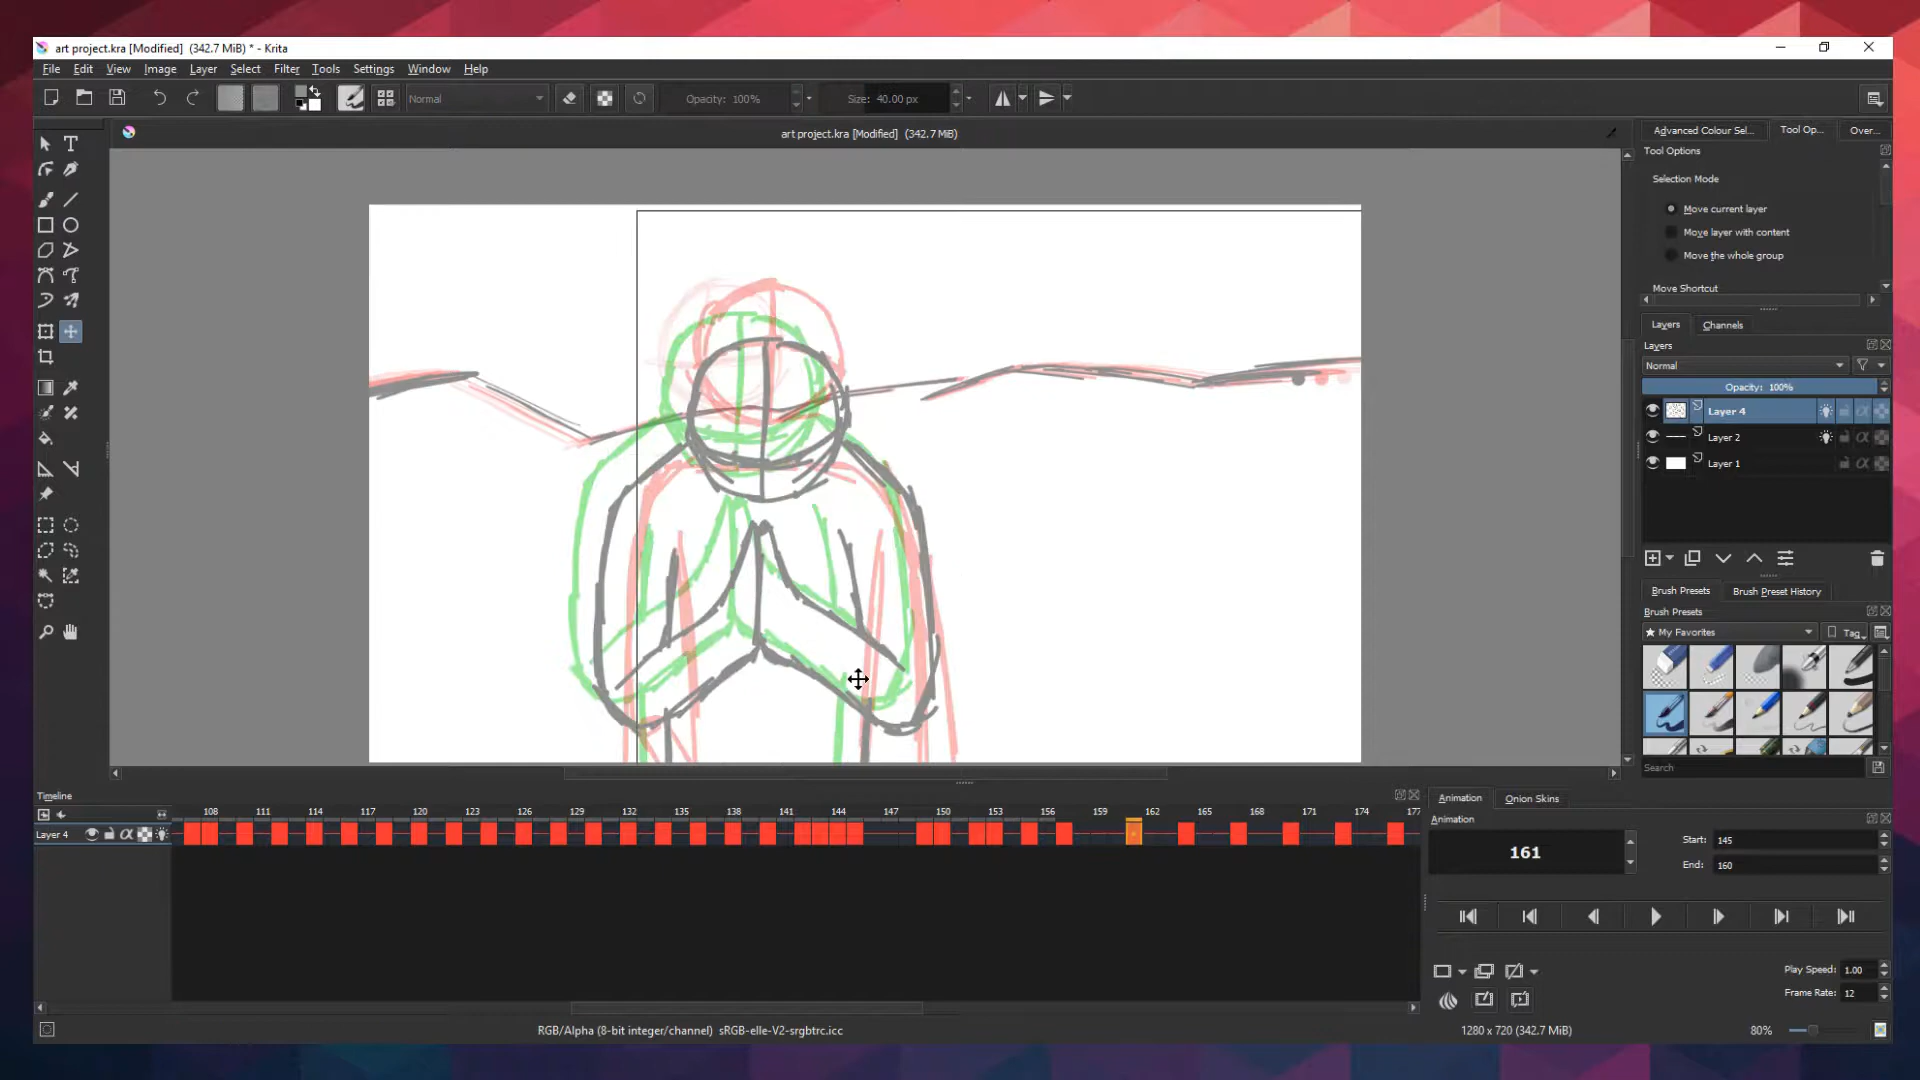 art project.kra [Modified]  (342.7 MiB) * - Krita
File Edit View Image Layer Select Filter Tools Settings Window Help
Normal Opacity: 100% Size: 40.00 px
art project.kra [Modified]  (342.7 MiB)
Advanced Colour Sel... Tool Op... Over...
Tool Options
Selection Mode
Move current layer
Move layer with content
Move the whole group
Move Shortcut
Layers Channels
Layers
Normal
Opacity: 100%
Layer 4
Layer 2
Layer 1
Brush Presets Brush Preset History
Brush Presets
★ My Favorites Tag
Search
Timeline
108 111 114 117 120 123 126 129 132 135 138 141 144 147 150 153 156 159 162 165 168 171 174 177
Layer 4
Animation Onion Skins
Animation
161
Start: 145
End: 160
Play Speed: 1.00
Frame Rate: 12
RGB/Alpha (8-bit integer/channel)  sRGB-elle-V2-srgbtrc.icc
1280 x 720 (342.7 MiB)
80%